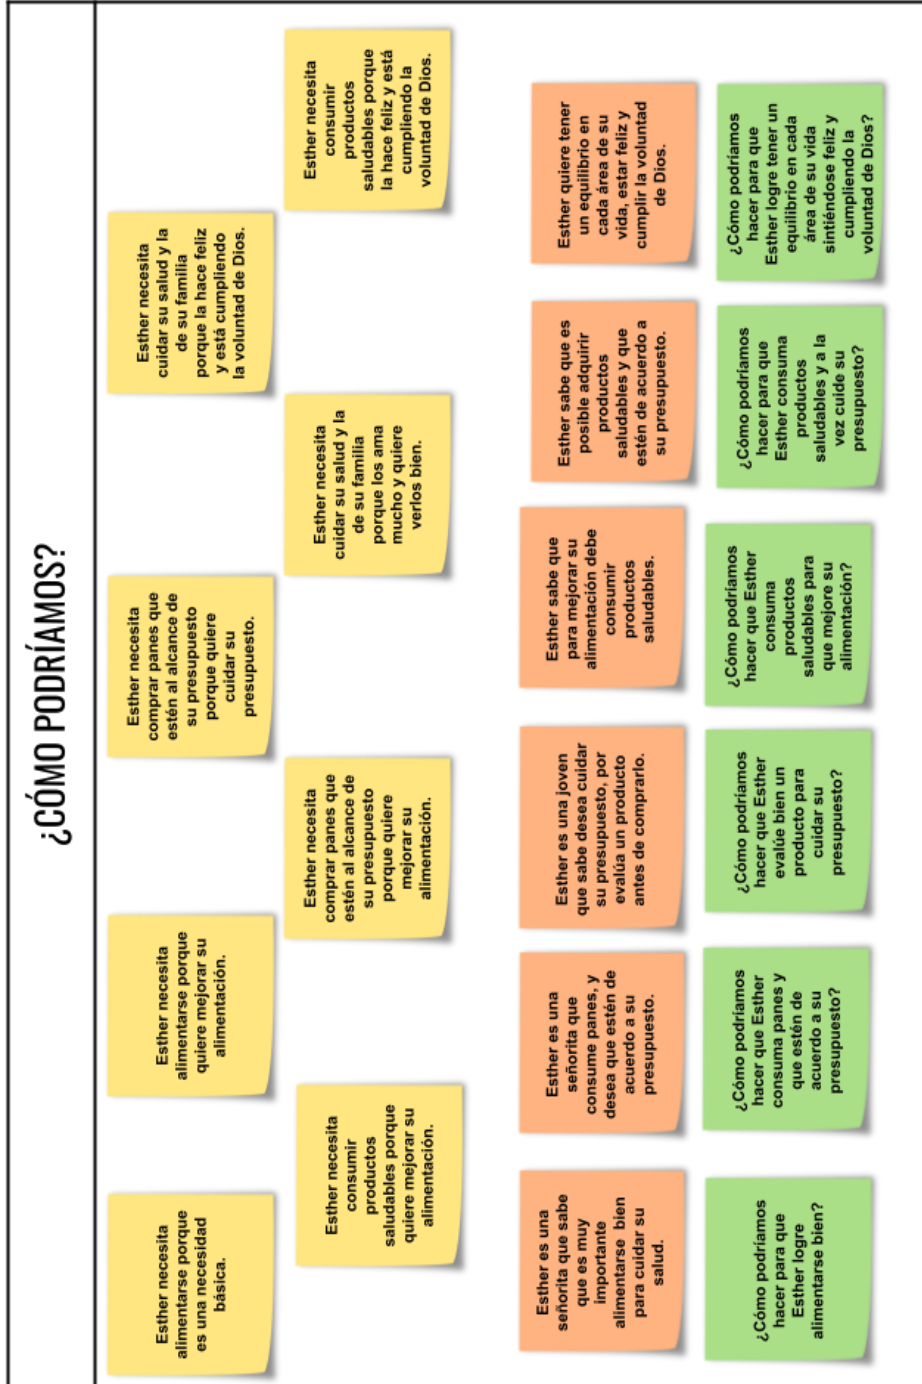 ¿CÓMO PODRÍAMOS?
Esther necesita
alimentarse porque
es una necesidad
básica.
Esther necesita
alimentarse porque
quiere mejorar su
alimentación.
Esther necesita
comprar panes que
estén al alcance de
su presupuesto
porque quiere
cuidar su
presupuesto.
Esther necesita
cuidar su salud y la
de su familia
porque la hace feliz
y está cumpliendo
la voluntad de Dios.
Esther necesita
consumir
productos
saludables porque
quiere mejorar su
alimentación.
Esther necesita
comprar panes que
estén al alcance de
su presupuesto
porque quiere
mejorar su
alimentación.
Esther necesita
cuidar su salud y la
de su familia
porque los ama
mucho y quiere
verlos bien.
Esther necesita
consumir
productos
saludables porque
la hace feliz y está
cumpliendo la
voluntad de Dios.
Esther es una
señorita que sabe
que es muy
importante
alimentarse bien
para cuidar su
salud.
Esther es una
señorita que
consume panes, y
desea que estén de
acuerdo a su
presupuesto.
Esther es una joven
que sabe desea cuidar
su presupuesto, por
evalúa un producto
antes de comprarlo.
Esther sabe que
para mejorar su
alimentación debe
consumir
productos
saludables.
Esther sabe que es
posible adquirir
productos
saludables y que
estén de acuerdo a
su presupuesto.
Esther quiere tener
un equilibrio en
cada área de su
vida, estar feliz y
cumplir la voluntad
de Dios.
¿Cómo podríamos
hacer para que
Esther logre
alimentarse bien?
¿Cómo podríamos
hacer que Esther
consuma panes y
que estén de
acuerdo a su
presupuesto?
¿Cómo podríamos
hacer que Esther
evalúe bien un
producto para
cuidar su
presupuesto?
¿Cómo podríamos
hacer que Esther
consuma
productos
saludables para
que mejore su
alimentación?
¿Cómo podríamos
hacer para que
Esther consuma
productos
saludables y a la
vez cuide su
presupuesto?
¿Cómo podríamos
hacer para que
Esther logre tener un
equilibrio en cada
área de su vida
sintiéndose feliz y
cumpliendo la
voluntad de Dios?